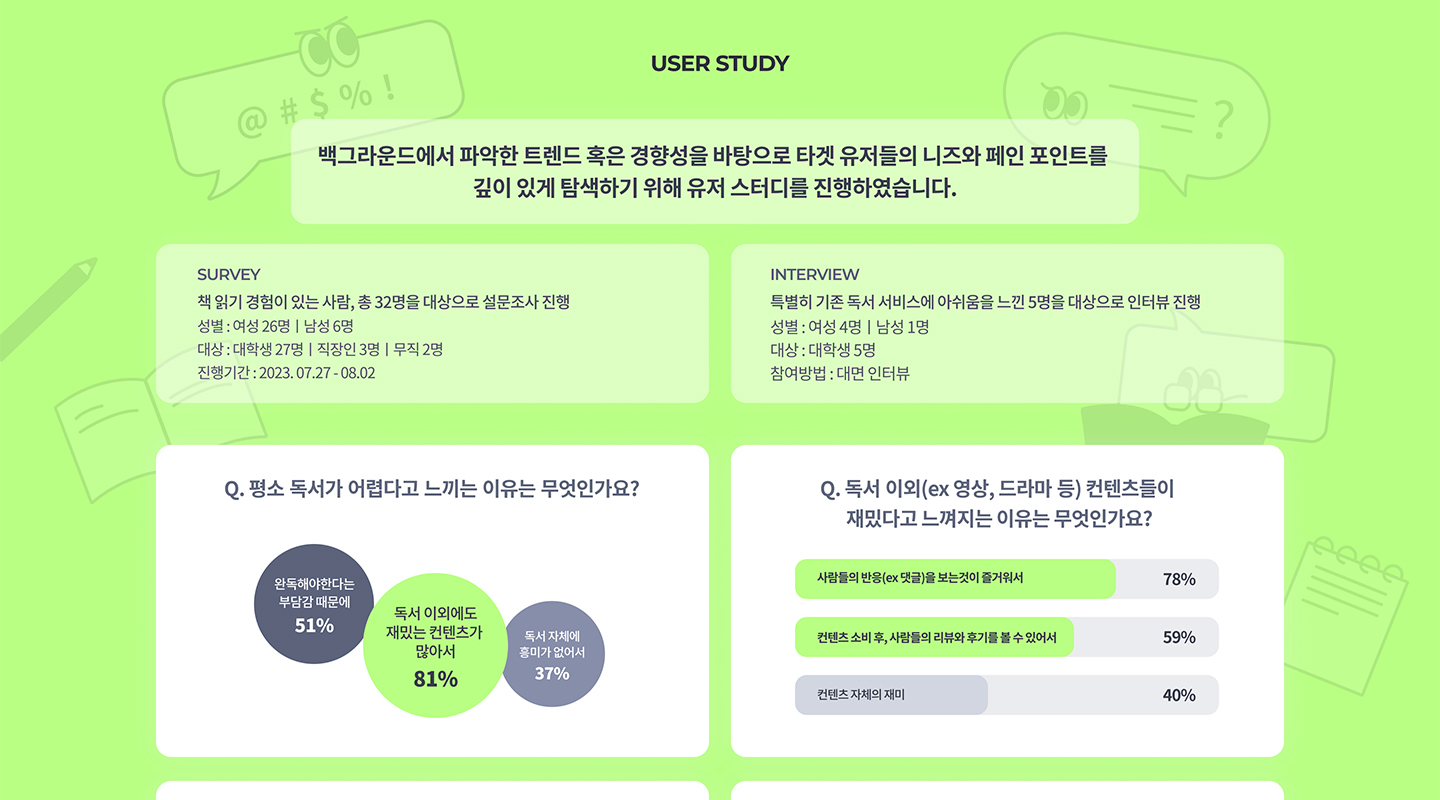 USER STUDY
@ # $ % !
?
백그라운드에서 파악한 트렌드 혹은 경향성을 바탕으로 타겟 유저들의 니즈와 페인 포인트를
깊이 있게 탐색하기 위해 유저 스터디를 진행하였습니다.
SURVEY
책 읽기 경험이 있는 사람, 총 32명을 대상으로 설문조사 진행
성별 : 여성 26명 | 남성 6명
대상 : 대학생 27명 | 직장인 3명 | 무직 2명
진행기간 : 2023. 07.27 - 08.02
INTERVIEW
특별히 기존 독서 서비스에 아쉬움을 느낀 5명을 대상으로 인터뷰 진행
성별 : 여성 4명 | 남성 1명
대상 : 대학생 5명
참여방법 : 대면 인터뷰
Q. 평소 독서가 어렵다고 느끼는 이유는 무엇인가요?
완독해야한다는
부담감 때문에
51%
독서 이외에도
재밌는 컨텐츠가
많아서
81%
독서 자체에
흥미가 없어서
37%
Q. 독서 이외(ex 영상, 드라마 등) 컨텐츠들이
재밌다고 느껴지는 이유는 무엇인가요?
사람들의 반응(ex 댓글)을 보는것이 즐거워서 78%
컨텐츠 소비 후, 사람들의 리뷰와 후기를 볼 수 있어서 59%
컨텐츠 자체의 재미 40%